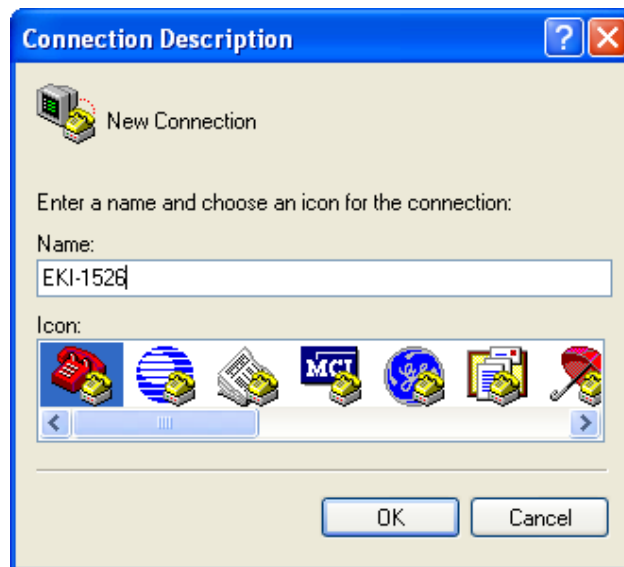 Connection Description
New Connection
Enter a name and choose an icon for the connection:
Name:
EKI-1526
Icon:
MCI
OK
Cancel